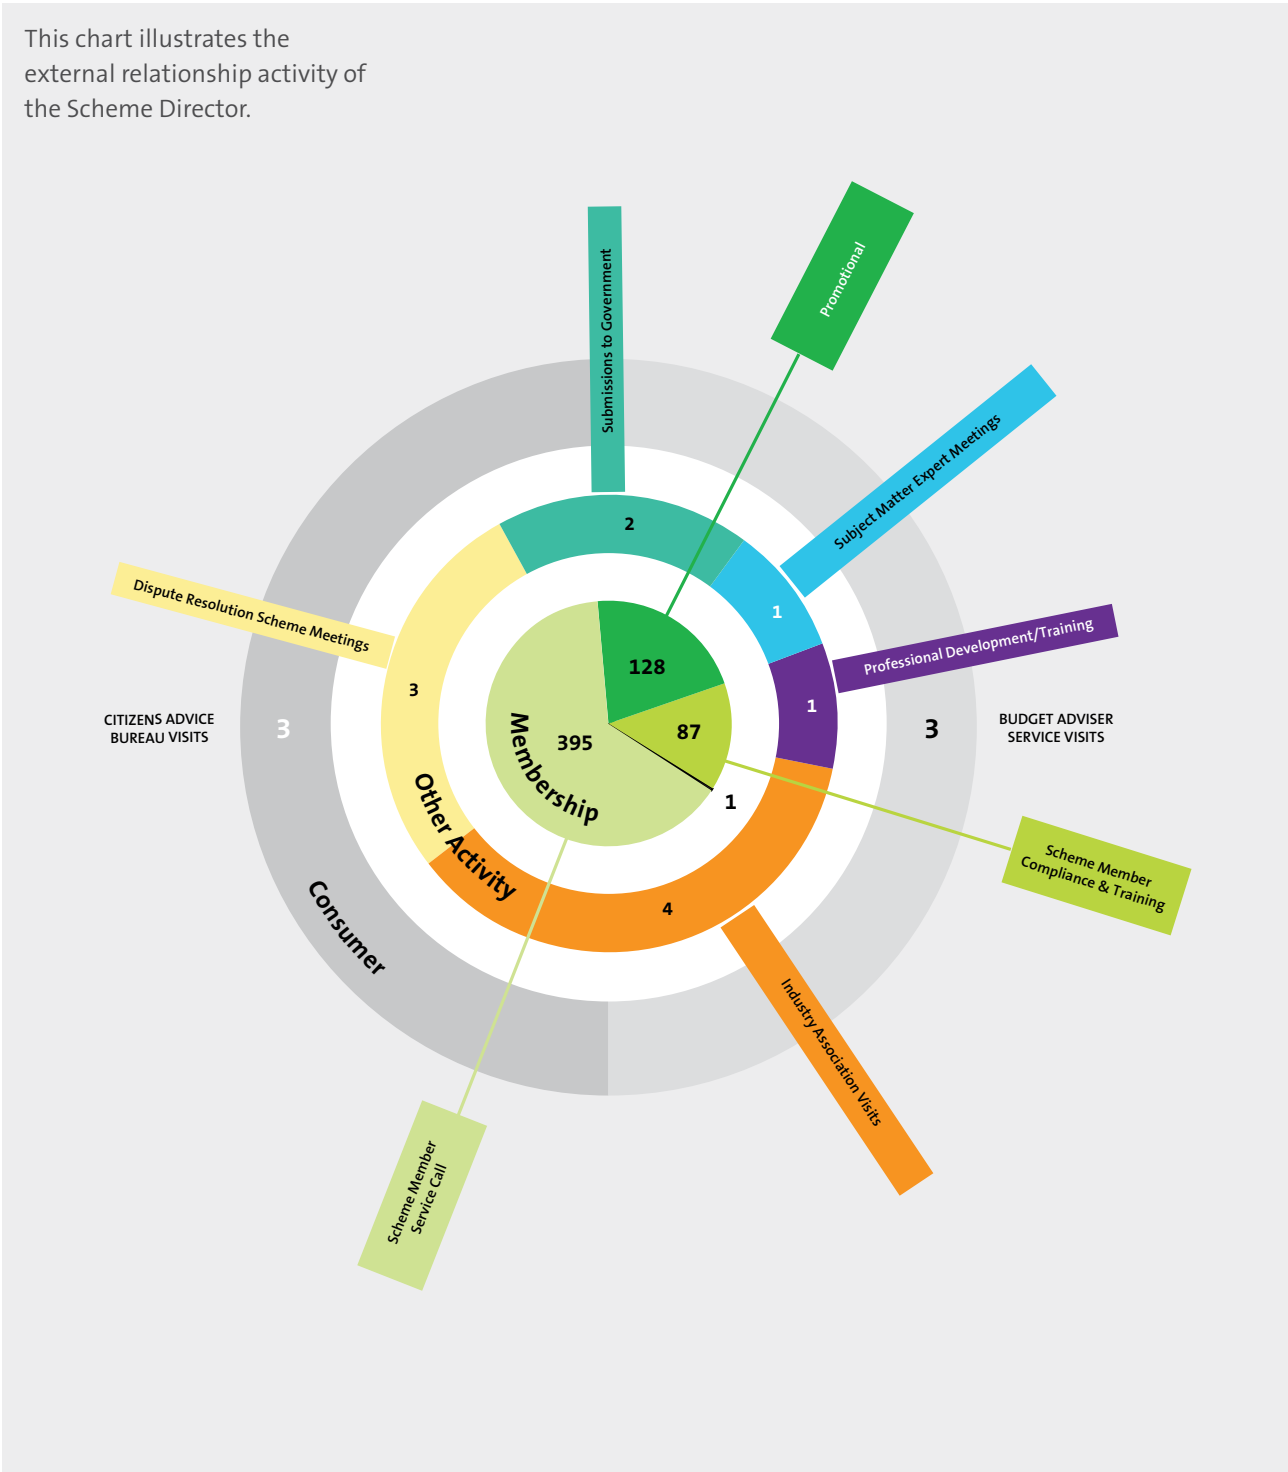 This chart illustrates the
external relationship activity of
the Scheme Director.
Promotional
Submissions to Government
Subject Matter Expert Meetings
2
Dispute Resolution Scheme Meetings
1
Professional Development/Training
128
3
1
CITIZENS ADVICE
BUREAU VISITS
3
Membership
395
87
3
BUDGET ADVISER
SERVICE VISITS
1
Other Activity
Scheme Member
Compliance & Training
Consumer
4
Industry Association Visits
Scheme Member
Service Call